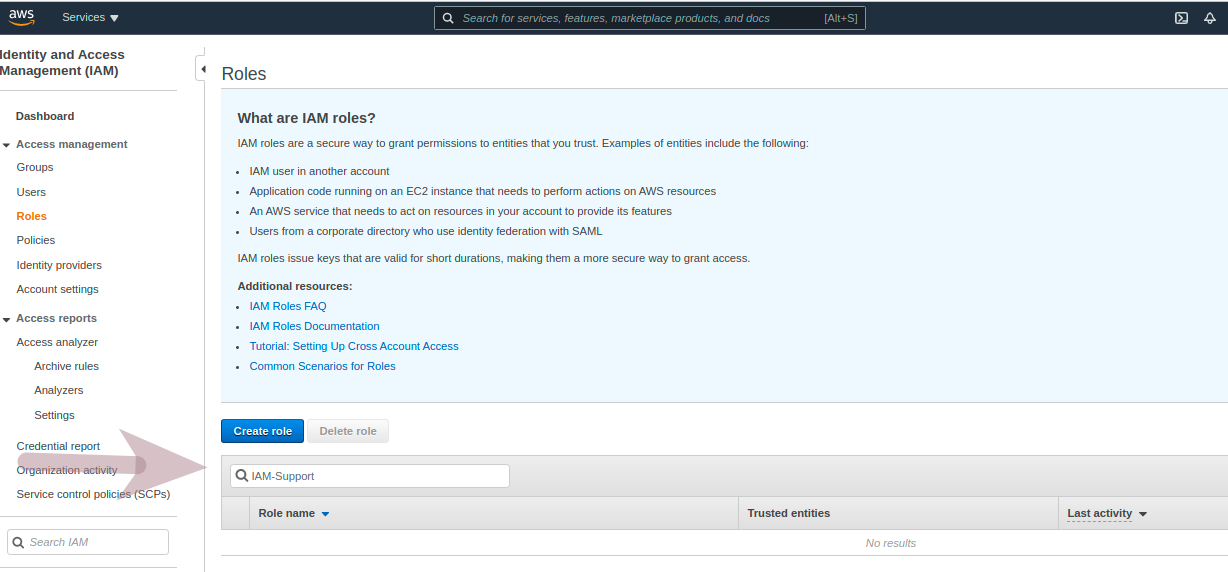 aws
Services
Search for services, features, marketplace products, and docs
[Alt+S]
Identity and Access
Management (IAM)
Dashboard
Access management
Groups
Users
Roles
Policies
Identity providers
Account settings
Access reports
Access analyzer
Archive rules
Analyzers
Settings
Credential report
Organization activity
Service control policies (SCPs)
Search IAM
Roles
What are IAM roles?
IAM roles are a secure way to grant permissions to entities that you trust. Examples of entities include the following:
IAM user in another account
Application code running on an EC2 instance that needs to perform actions on AWS resources
An AWS service that needs to act on resources in your account to provide its features
Users from a corporate directory who use identity federation with SAML
IAM roles issue keys that are valid for short durations, making them a more secure way to grant access.
Additional resources:
IAM Roles FAQ
IAM Roles Documentation
Tutorial: Setting Up Cross Account Access
Common Scenarios for Roles
Create role
Delete role
IAM-Support
Role name
Trusted entities
Last activity
No results